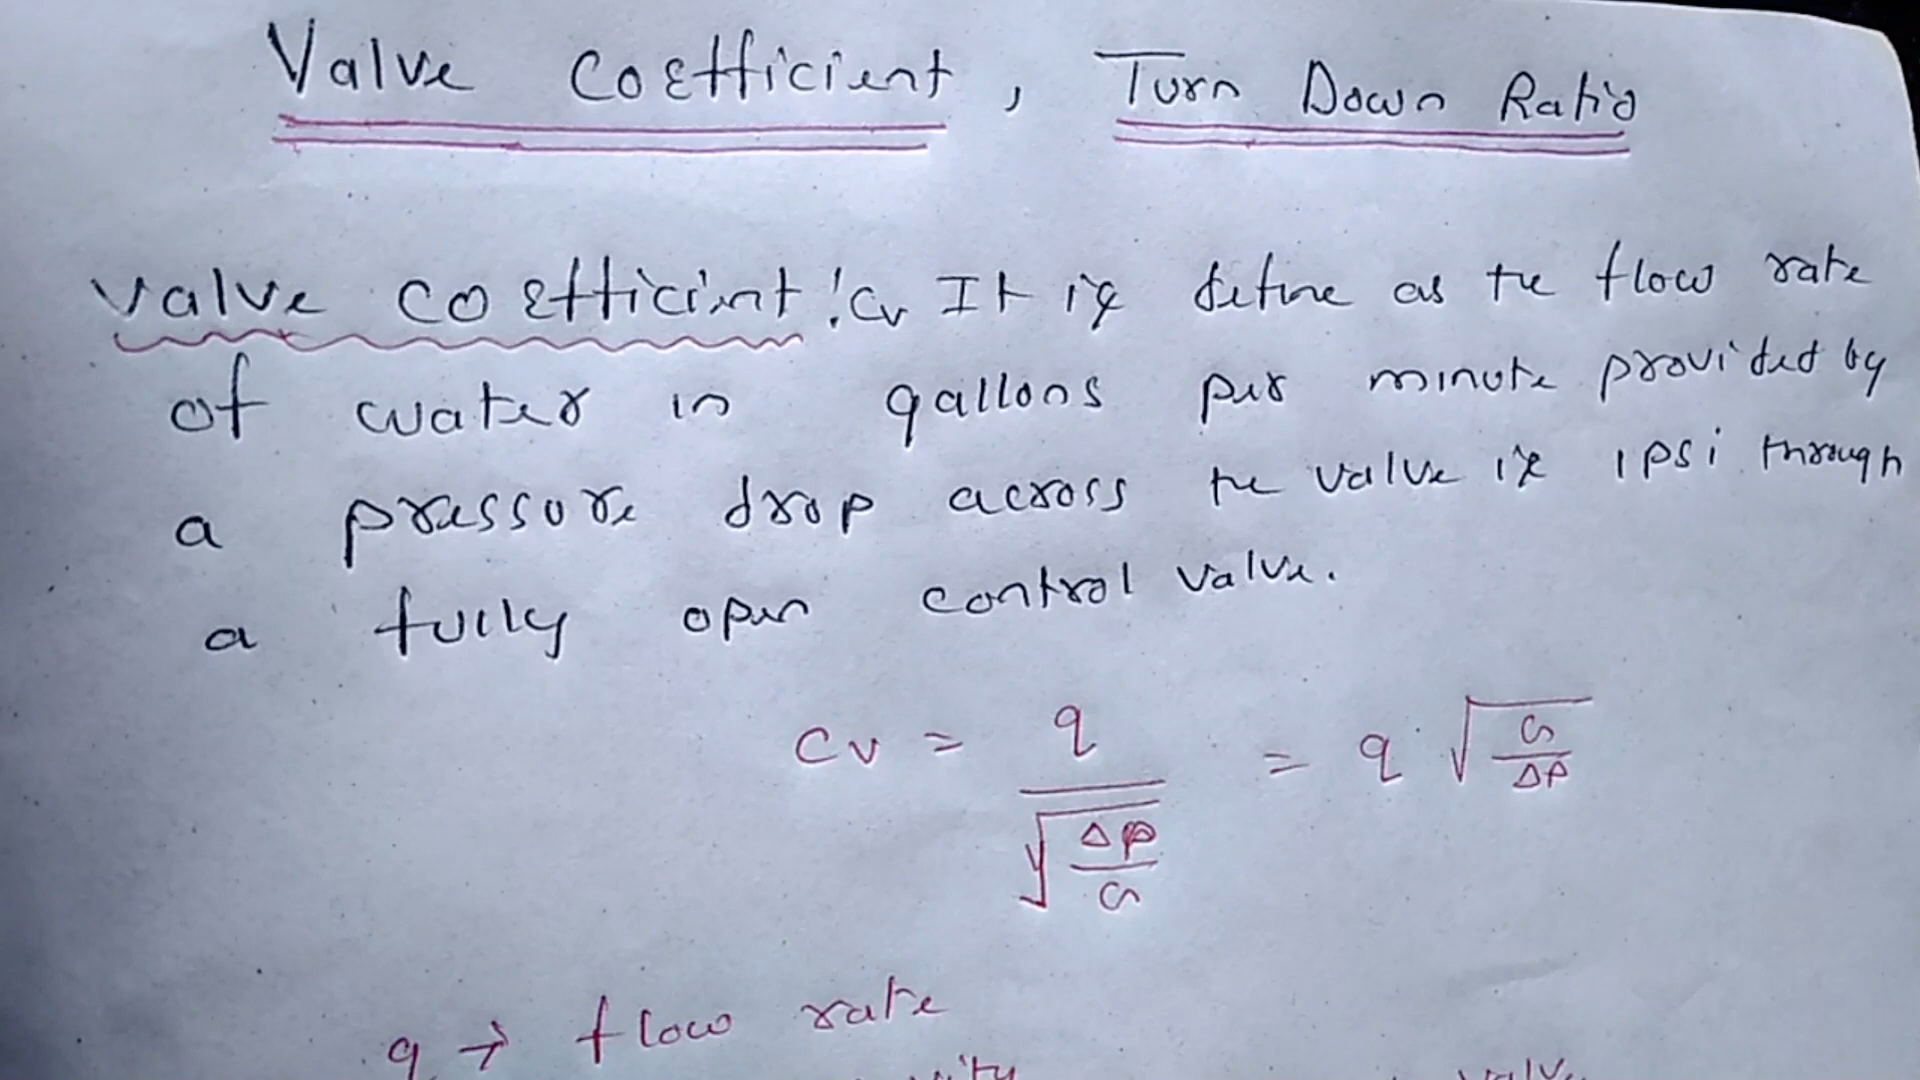 Valve Coefficient, Turn Down Ratio
Valve coefficient: Cv It is define as the flow rate
of water in gallons per minute provided by
a pressure drop across the valve is 1 psi through
a fully open control valve.
Cv = q / √(ΔP/G) = q √(G/ΔP)
q → flow rate